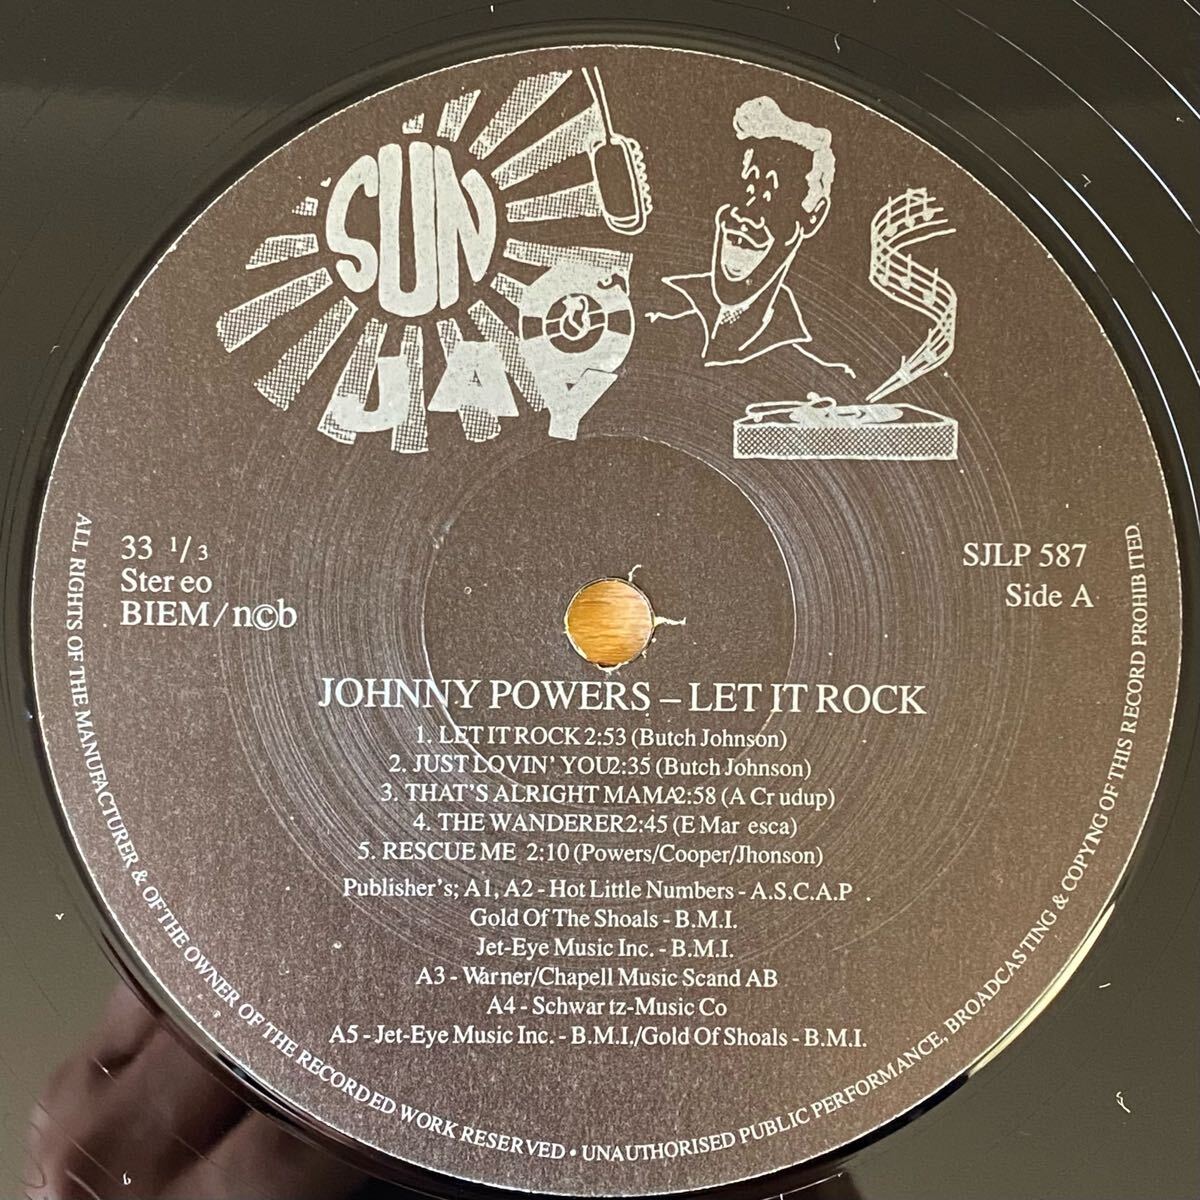 SUN
JAY
33 1/3
Ster eo
BIEM/n©b
SJLP 587
Side A
JOHNNY POWERS – LET IT ROCK
1. LET IT ROCK 2:53 (Butch Johnson)
2. JUST LOVIN' YOU2:35 (Butch Johnson)
3. THAT'S ALRIGHT MAMA2:58 (A Cr udup)
4. THE WANDERER2:45 (E Mar esca)
5. RESCUE ME 2:10 (Powers/Cooper/Jhonson)
Publisher's; A1, A2 - Hot Little Numbers - A.S.C.A.P .
Gold Of The Shoals - B.M.I.
Jet-Eye Music Inc. - B.M.I.
A3 - Warner/Chapell Music Scand AB
A4 - Schwar tz-Music Co
A5 - Jet-Eye Music Inc. - B.M.I./Gold Of Shoals - B.M.I.
ALL RIGHTS OF THE MANUFACTURER & OF THE OWNER OF THE RECORDED WORK RESERVED • UNAUTHORISED PUBLIC PERFORMANCE, BROADCAS TING & COPYING OF THIS RECORD PROHIB ITED.